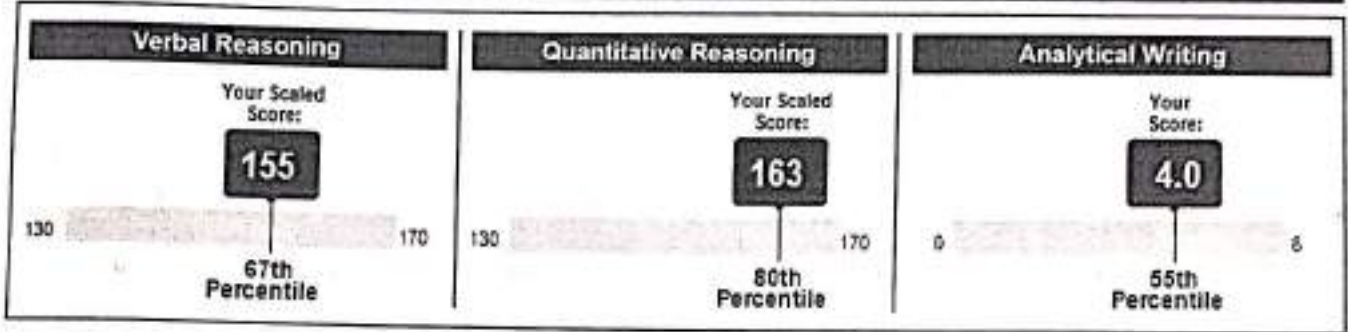 Verbal Reasoning
Your Scaled
Score:
155
130
170
67th
Percentile
Quantitative Reasoning
Your Scaled
Score:
163
130
170
80th
Percentile
Analytical Writing
Your
Score:
4.0
0
6
55th
Percentile